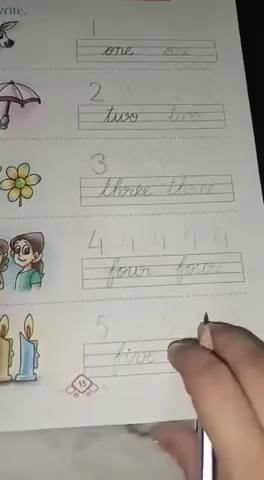 write.
1
one one
2
two two
3
three three
4 4 4 4 4
four four
5
five
15